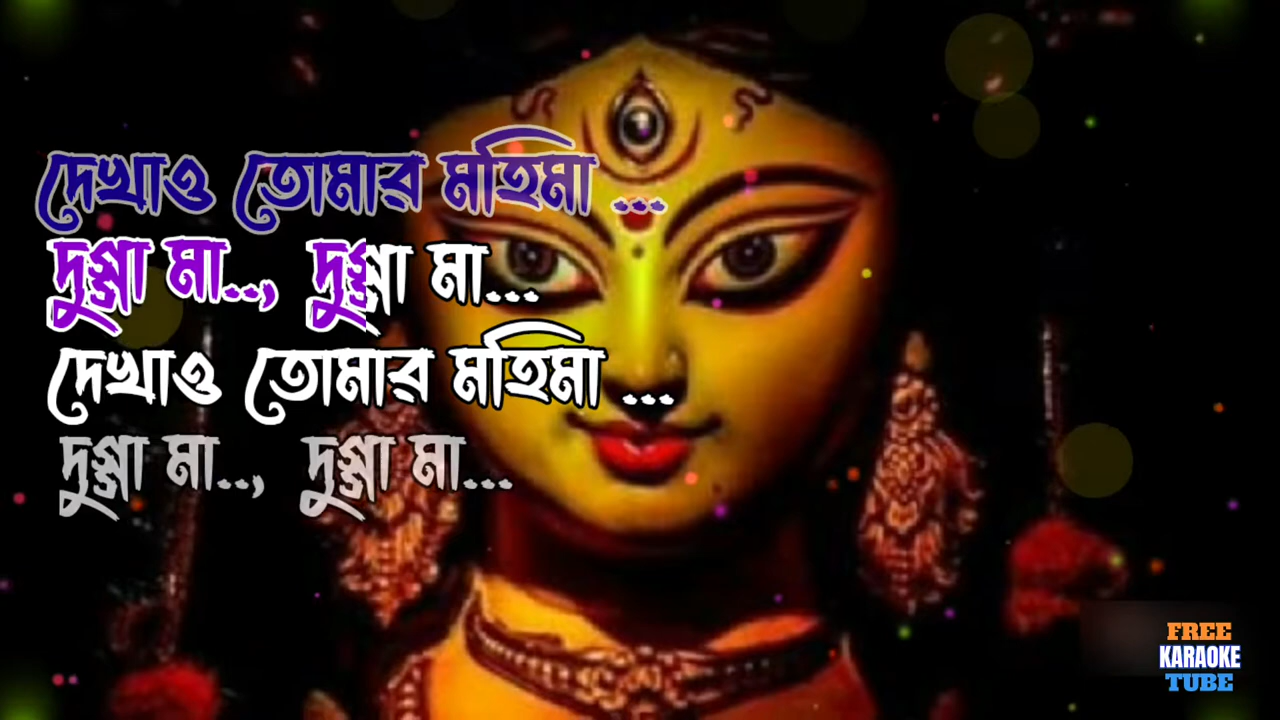 দেখাও তোমার মহিমা ...
দুগ্গা মা.., দুগ্গা মা...
দেখাও তোমার মহিমা ...
দুগ্গা মা.., দুগ্গা মা...
FREE
KARAOKE
TUBE